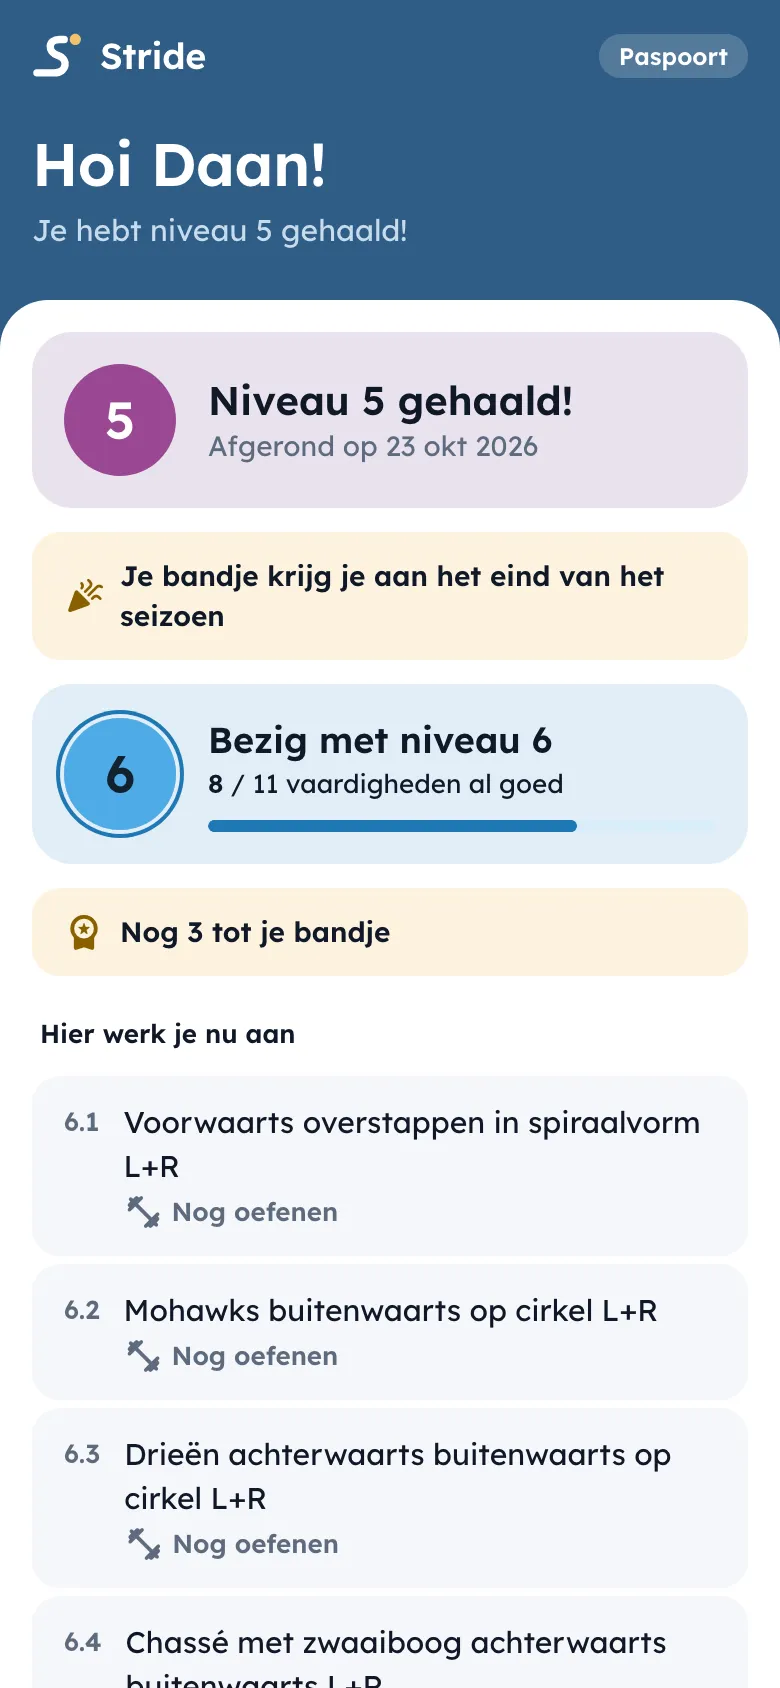 Stride
Paspoort
Hoi Daan!
Je hebt niveau 5 gehaald!
5
Niveau 5 gehaald!
Afgerond op 23 okt 2026
Je bandje krijg je aan het eind van het
seizoen
6
Bezig met niveau 6
8 / 11 vaardigheden al goed
Nog 3 tot je bandje
Hier werk je nu aan
6.1 Voorwaarts overstappen in spiraalvorm
L+R
Nog oefenen
6.2 Mohawks buitenwaarts op cirkel L+R
Nog oefenen
6.3 Drieën achterwaarts buitenwaarts op
cirkel L+R
Nog oefenen
6.4 Chassé met zwaaiboog achterwaarts
buitenwaarts L+R